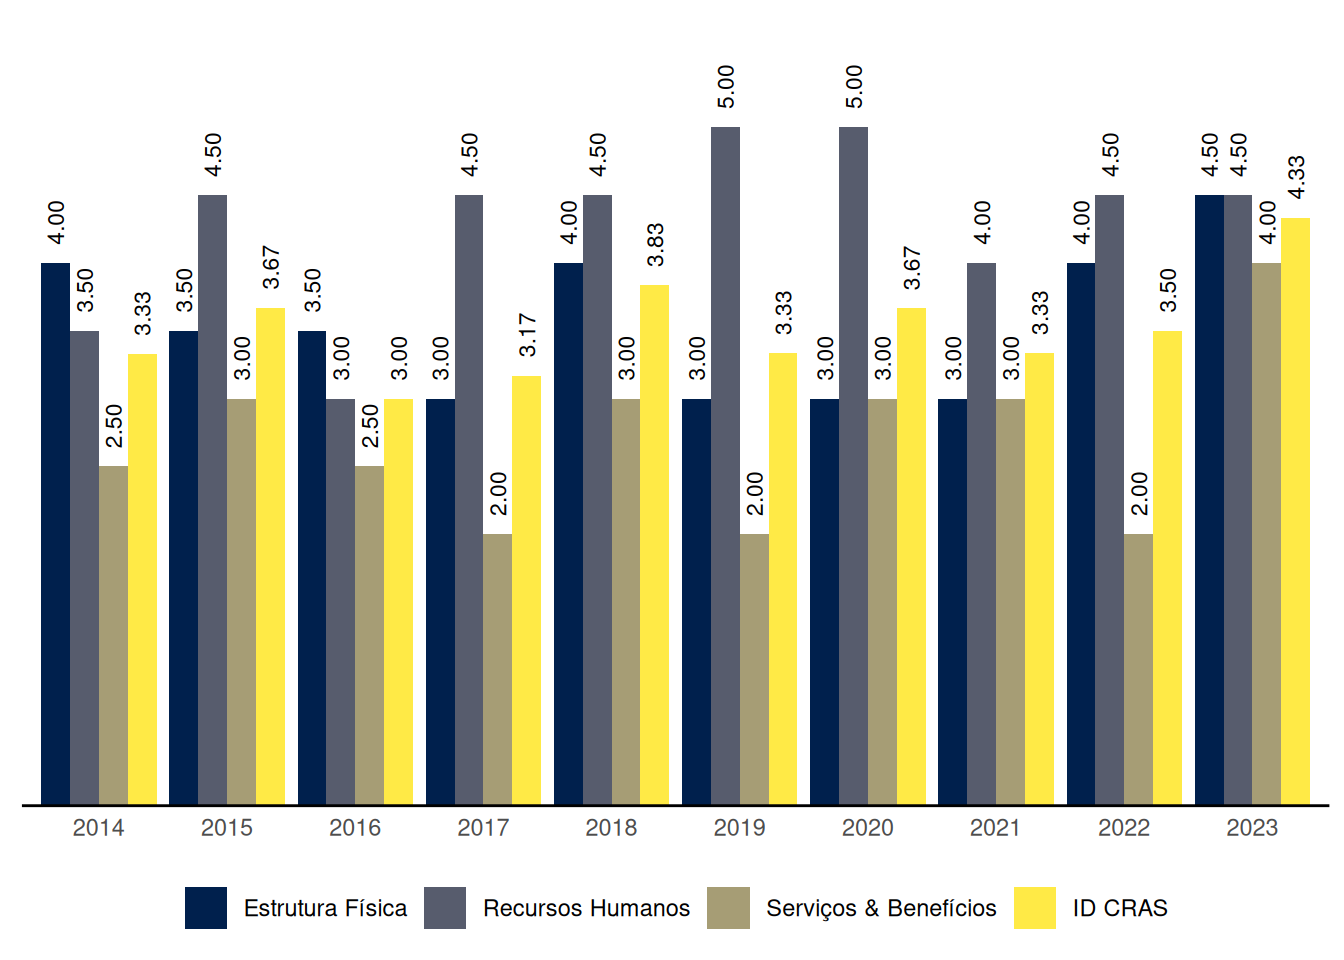 4.00 3.50 2.50 3.33 3.50 4.50 3.00 3.67 3.50 3.00 2.50 3.00 3.00 4.50 2.00 3.17 4.00 4.50 3.00 3.83 3.00 5.00 2.00 3.33 3.00 5.00 3.00 3.67 3.00 4.00 3.00 3.33 4.00 4.50 2.00 3.50 4.50 4.50 4.00 4.33
2014 2015 2016 2017 2018 2019 2020 2021 2022 2023
Estrutura Física Recursos Humanos Serviços & Benefícios ID CRAS